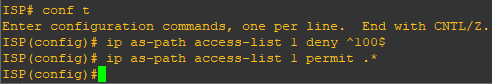 ISP# conf t
Enter configuration commands, one per line.  End with CNTL/Z.
ISP(config)# ip as-path access-list 1 deny ^100$
ISP(config)# ip as-path access-list 1 permit .*
ISP(config)#